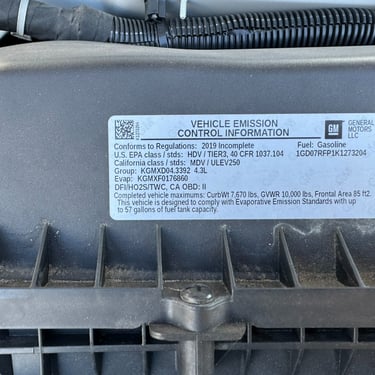 VEHICLE EMISSION
CONTROL INFORMATION
GM
GENERAL
MOTORS
LLC
Conforms to Regulations: 2019 Incomplete Fuel: Gasoline
U.S. EPA class / stds: HDV / TIER3, 40 CFR 1037.104 1GD07RFP1K1273204
California class / stds: MDV / ULEV250
Group: KGMXD04.3392 4.3L
Evap: KGMXF0176860
DFI/HO2S/TWC, CA OBD: II
Completed vehicle maximums: CurbWt 7,670 lbs, GVWR 10,000 lbs, Frontal Area 85 ft2.
This vehicle is designed to comply with Evaporative Emission Standards with up
to 57 gallons of fuel tank capacity.